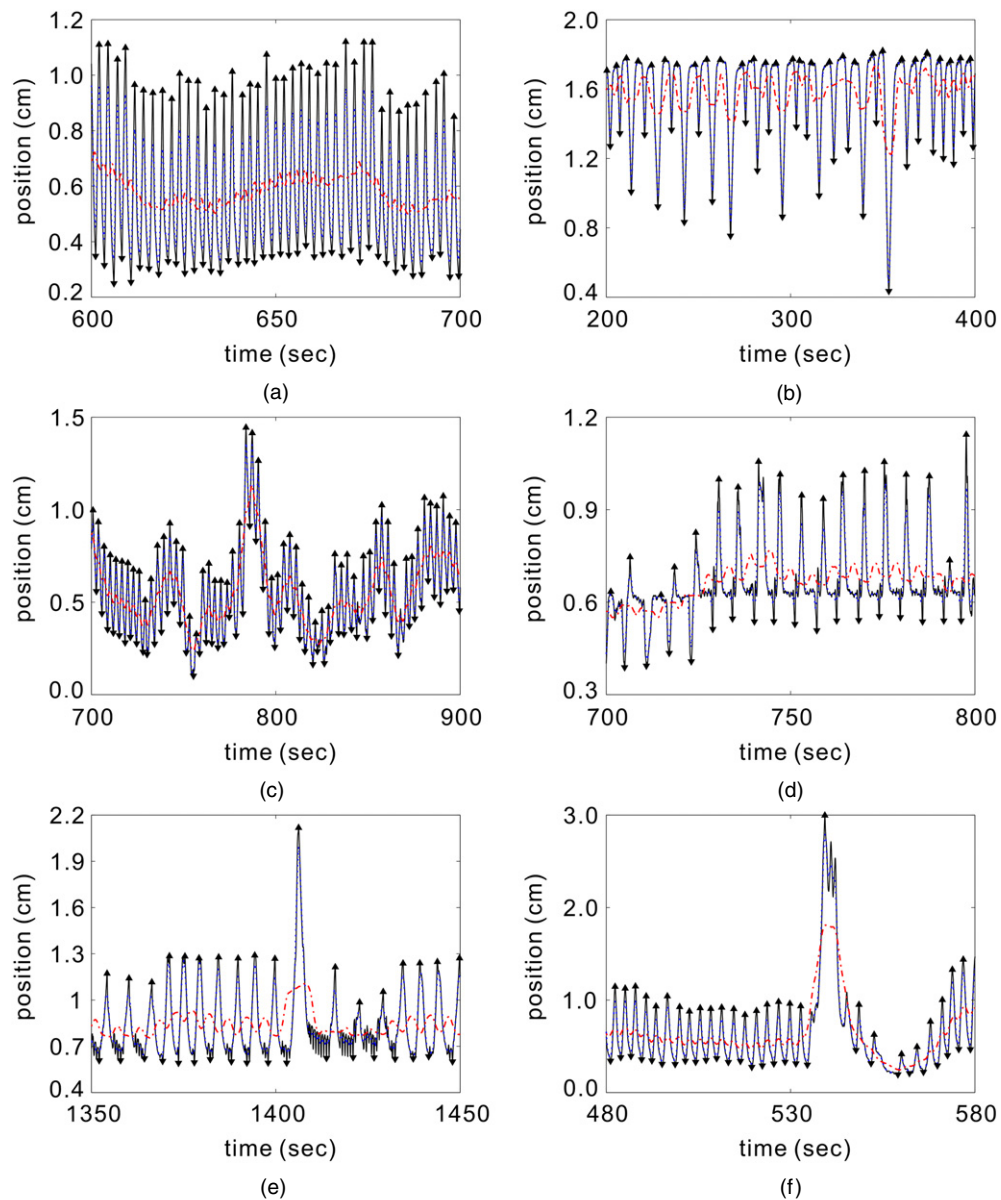 1.2
1.0
0.8
0.6
0.4
0.2
position (cm)
600
650
700
time (sec)
(a)
2.0
1.6
1.2
0.8
0.4
position (cm)
200
300
400
time (sec)
(b)
1.5
1.0
0.5
0.0
position (cm)
700
800
900
time (sec)
(c)
1.2
0.9
0.6
0.3
position (cm)
700
750
800
time (sec)
(d)
2.2
1.9
1.6
1.3
1
0.7
0.4
position (cm)
1350
1400
1450
time (sec)
(e)
3.0
2.0
1.0
0.0
position (cm)
480
530
580
time (sec)
(f)